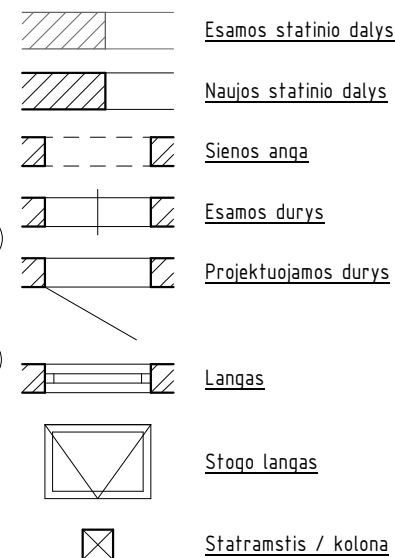 Esamos statinio dalys
Naujos statinio dalys
Sienos anga
Esamos durys
Projektuojamos durys
Langas
Stogo langas
Statramstis / kolona